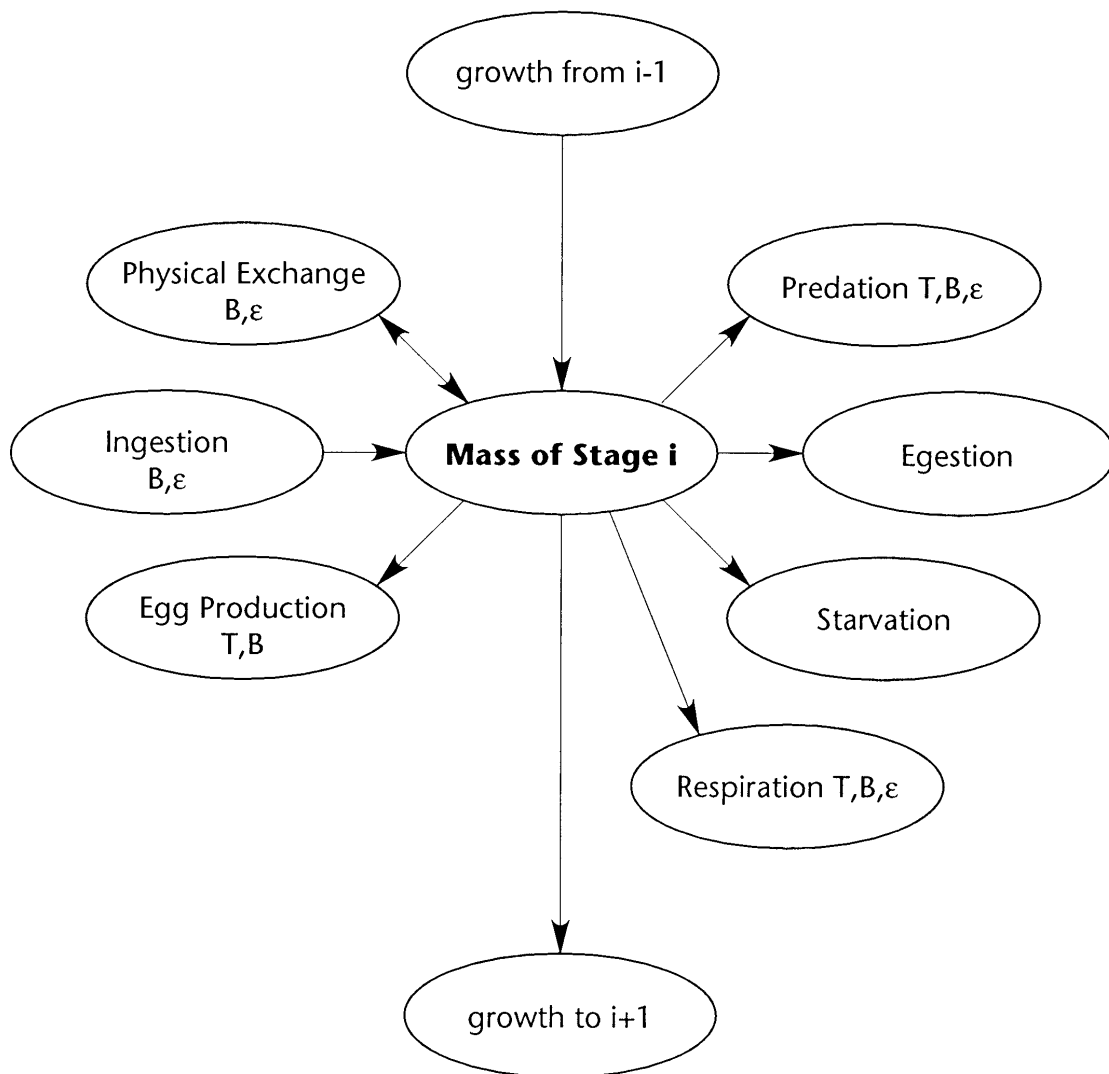 growth from i-1
Physical Exchange
B,ε
Predation T,B,ε
Ingestion
B,ε
Mass of Stage i
Egestion
Egg Production
T,B
Starvation
Respiration T,B,ε
growth to i+1